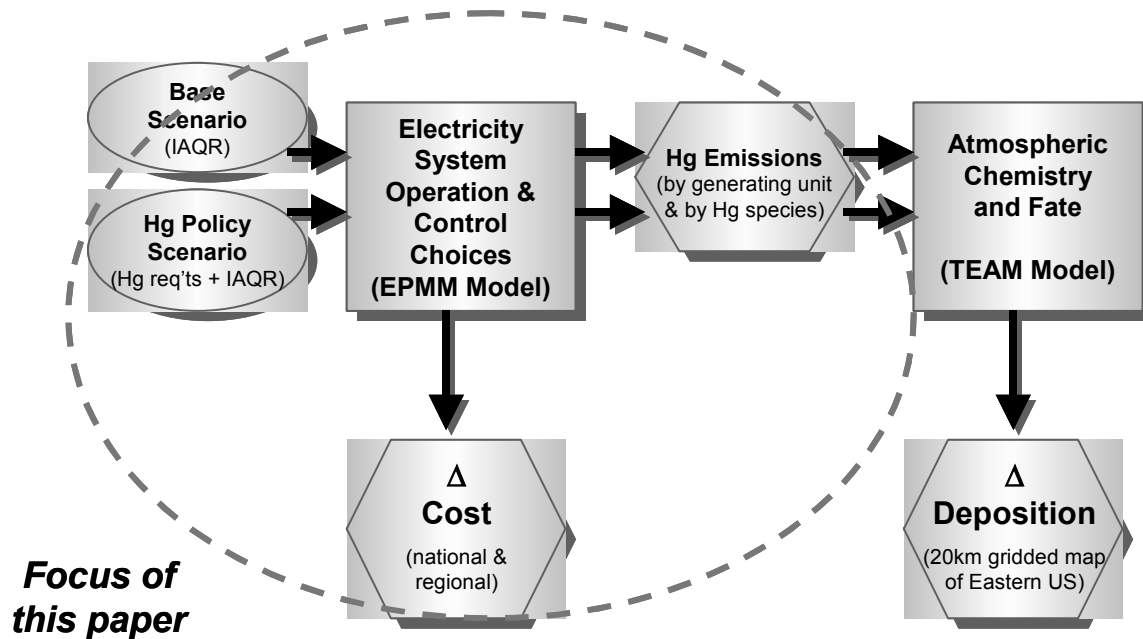 Base
Scenario
(IAQR)
Hg Policy
Scenario
(Hg req'ts + IAQR)
Electricity
System
Operation &
Control
Choices
(EPMM Model)
Hg Emissions
(by generating unit
& by Hg species)
Atmospheric
Chemistry
and Fate
(TEAM Model)
Δ
Cost
(national &
regional)
Δ
Deposition
(20km gridded map
of Eastern US)
Focus of
this paper